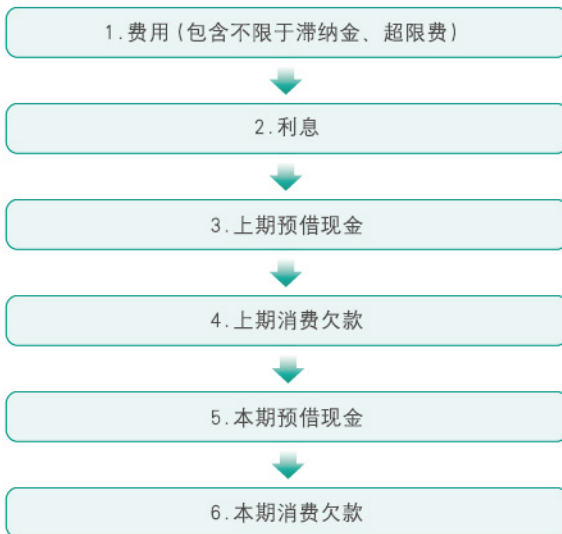 1.费用(包含不限于滞纳金、超限费)
2.利息
3.上期预借现金
4.上期消费欠款
5.本期预借现金
6.本期消费欠款